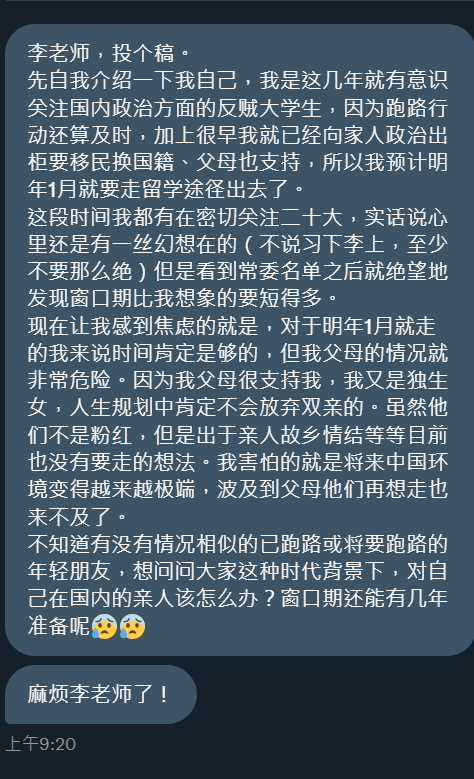 李老师，投个稿。
先自我介绍一下我自己，我是这几年就有意识
关注国内政治方面的反贼大学生，因为跑路行
动还算及时，加上很早我就已经向家人政治出
柜要移民换国籍、父母也支持，所以我预计明
年1月就要走留学途径出去了。
这段时间我都有在密切关注二十大，实话说心
里还是有一丝幻想在的（不说习下李上，至少
不要那么绝）但是看到常委名单之后就绝望地
发现窗口期比我想象的要短得多。
现在让我感到焦虑的就是，对于明年1月就走
的我来说时间肯定是够的，但我父母的情况就
非常危险。因为我父母很支持我，我又是独生
女，人生规划中肯定不会放弃双亲的。虽然他
们不是粉红，但是出于亲人故乡情结等等目前
也没有要走的想法。我害怕的就是将来中国环
境变得越来越极端，波及到父母他们再想走也
来不及了。
不知道有没有情况相似的已跑路或将要跑路的
年轻朋友，想问问大家这种时代背景下，对自
己在国内的亲人该怎么办？窗口期还能有几年
准备呢😰😰
麻烦李老师了！
上午9:20